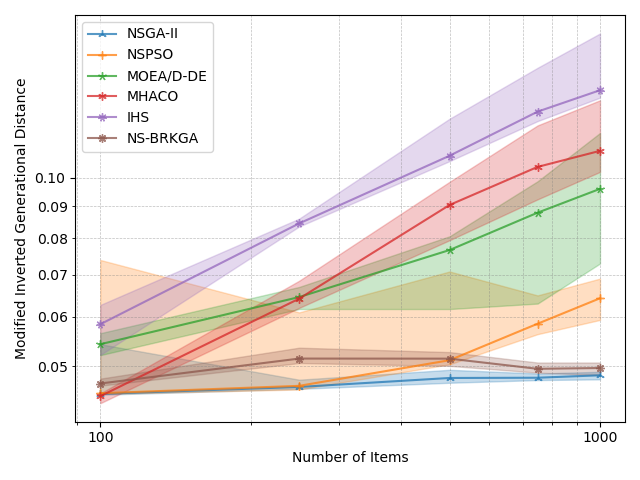 NSGA-II
NSPSO
MOEA/D-DE
MHACO
IHS
NS-BRKGA
Modified Inverted Generational Distance
0.10
0.09
0.08
0.07
0.06
0.05
100
1000
Number of Items